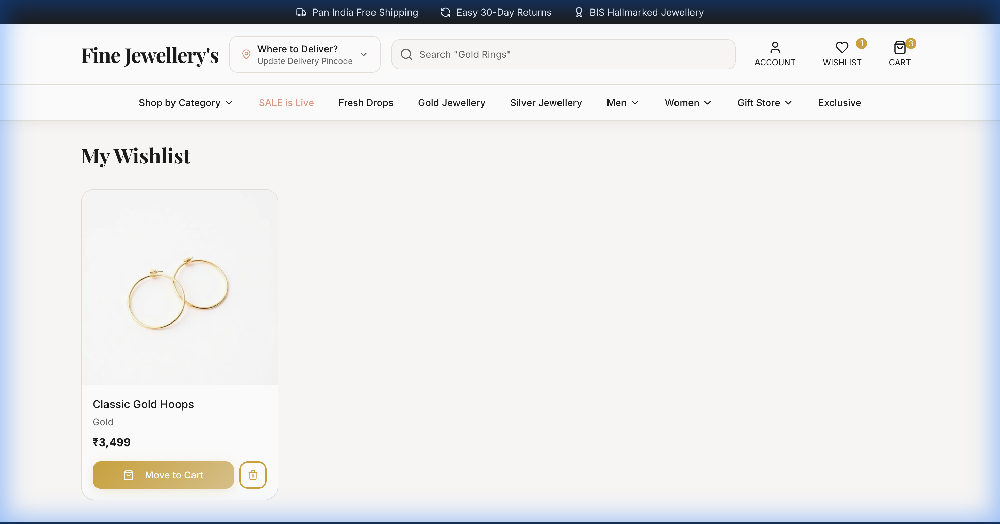 Pan India Free Shipping
Easy 30-Day Returns
BIS Hallmarked Jewellery
Fine Jewellery's
Where to Deliver?
Update Delivery Pincode
Search "Gold Rings"
ACCOUNT
1
WISHLIST
3
CART
Shop by Category
SALE is Live
Fresh Drops
Gold Jewellery
Silver Jewellery
Men
Women
Gift Store
Exclusive
My Wishlist
Classic Gold Hoops
Gold
₹3,499
Move to Cart